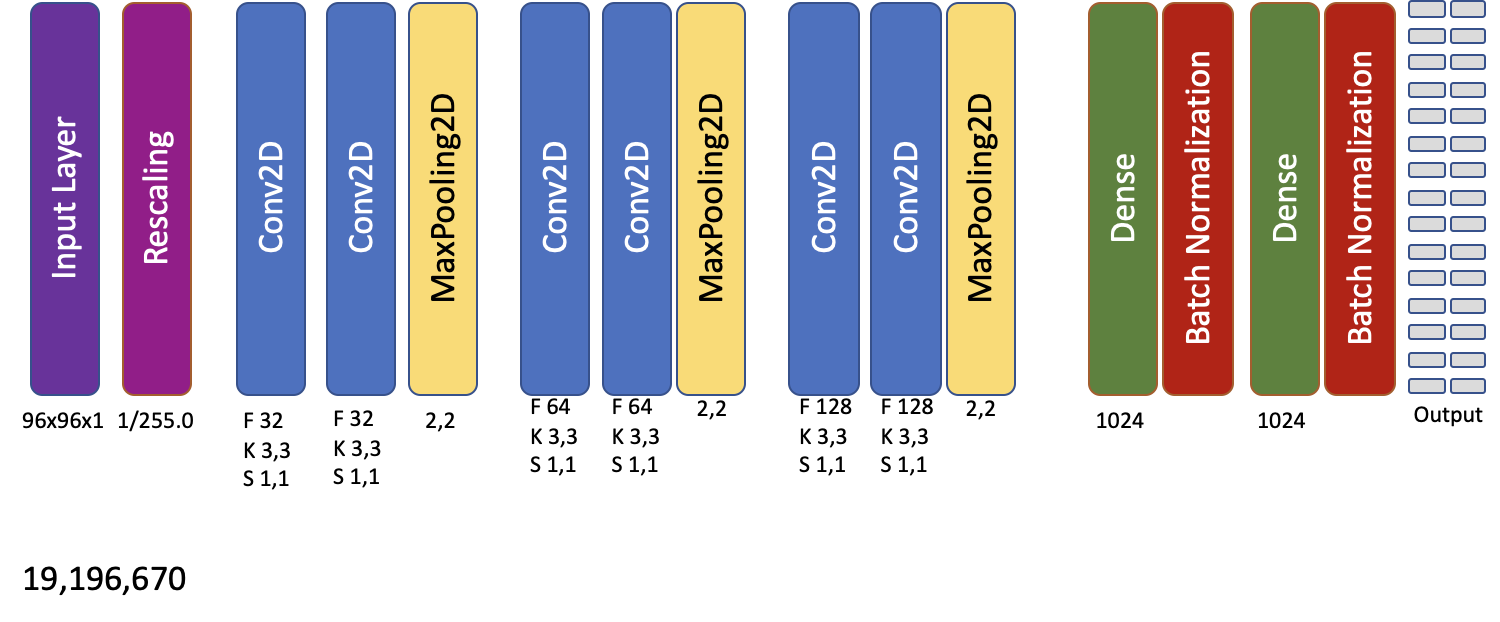 Input Layer
Rescaling
Conv2D
Conv2D
MaxPooling2D
Conv2D
Conv2D
MaxPooling2D
Conv2D
Conv2D
MaxPooling2D
Dense
Batch Normalization
Dense
Batch Normalization
96x96x1
1/255.0
F 32
K 3,3
S 1,1
F 32
K 3,3
S 1,1
2,2
F 64
K 3,3
S 1,1
F 64
K 3,3
S 1,1
2,2
F 128
K 3,3
S 1,1
F 128
K 3,3
S 1,1
2,2
1024
1024
Output
19,196,670